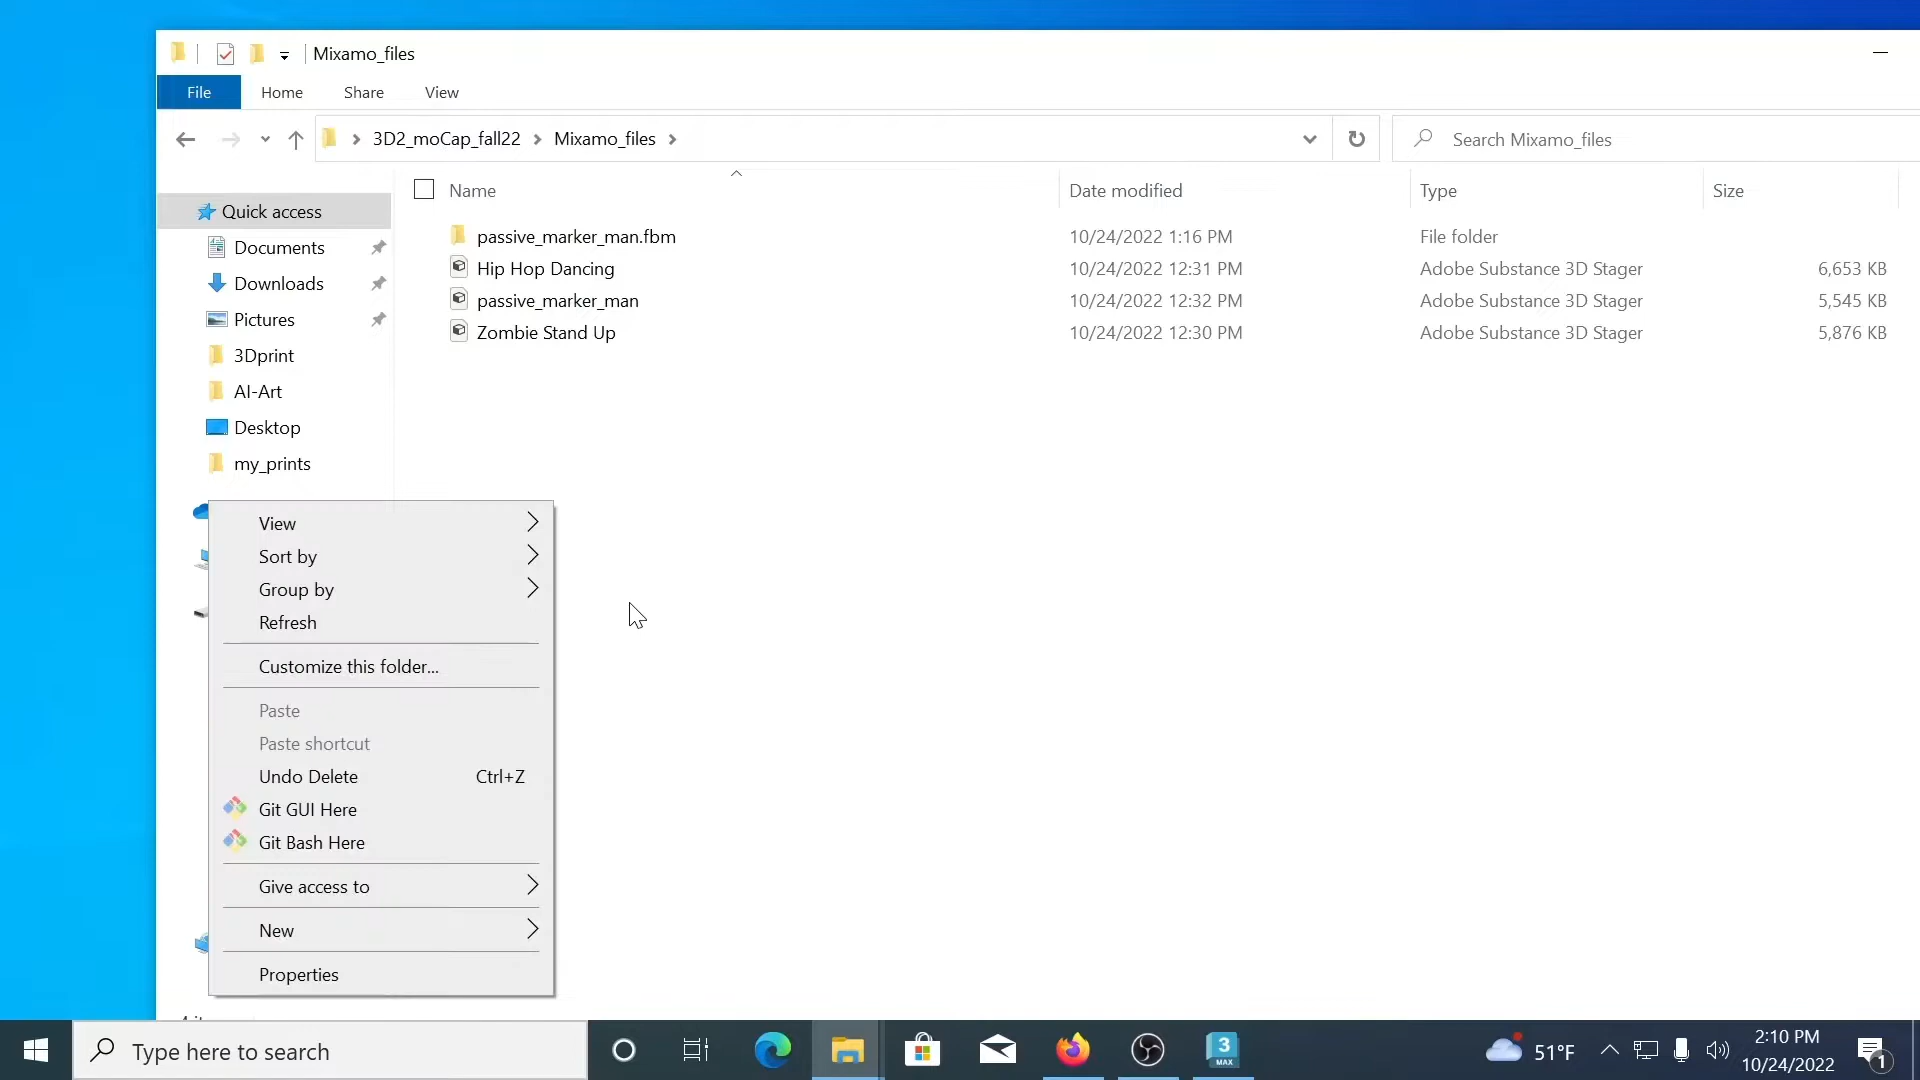 Mixamo_files
File Home Share View
3D2_moCap_fall22 Mixamo_files
Search Mixamo_files
Name Date modified Type Size
Quick access
Documents
Downloads
Pictures
3Dprint
AI-Art
Desktop
my_prints
passive_marker_man.fbm 10/24/2022 1:16 PM File folder
Hip Hop Dancing 10/24/2022 12:31 PM Adobe Substance 3D Stager 6,653 KB
passive_marker_man 10/24/2022 12:32 PM Adobe Substance 3D Stager 5,545 KB
Zombie Stand Up 10/24/2022 12:30 PM Adobe Substance 3D Stager 5,876 KB
View
Sort by
Group by
Refresh
Customize this folder...
Paste
Paste shortcut
Undo Delete Ctrl+Z
Git GUI Here
Git Bash Here
Give access to
New
Properties
Type here to search
3
MAX
51°F
2:10 PM
10/24/2022
1